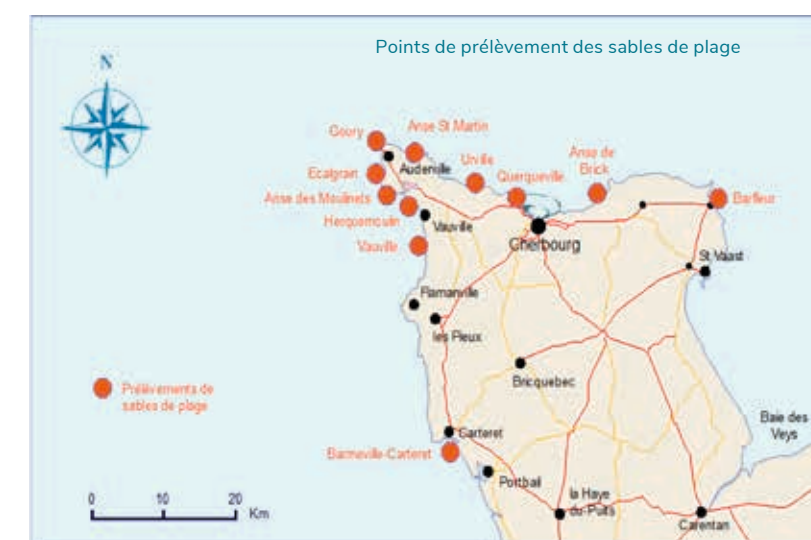 Points de prélèvement des sables de plage
N
Goury
Anse St Martin
Auderville
Ecalgrain
Urville
Querqueville
Anse de
Brick
Barfleur
Anse des Moulinets
Herquemoulin
Vauville
Vauville
Cherbourg
St Vaast
Flamanville
les Pieux
Bricquebec
Prélèvements de
sables de plage
Carteret
Barneville-Carteret
Baie des
Veys
Portbail
la Haye
du-Puits
Carentan
0 10 20
Km